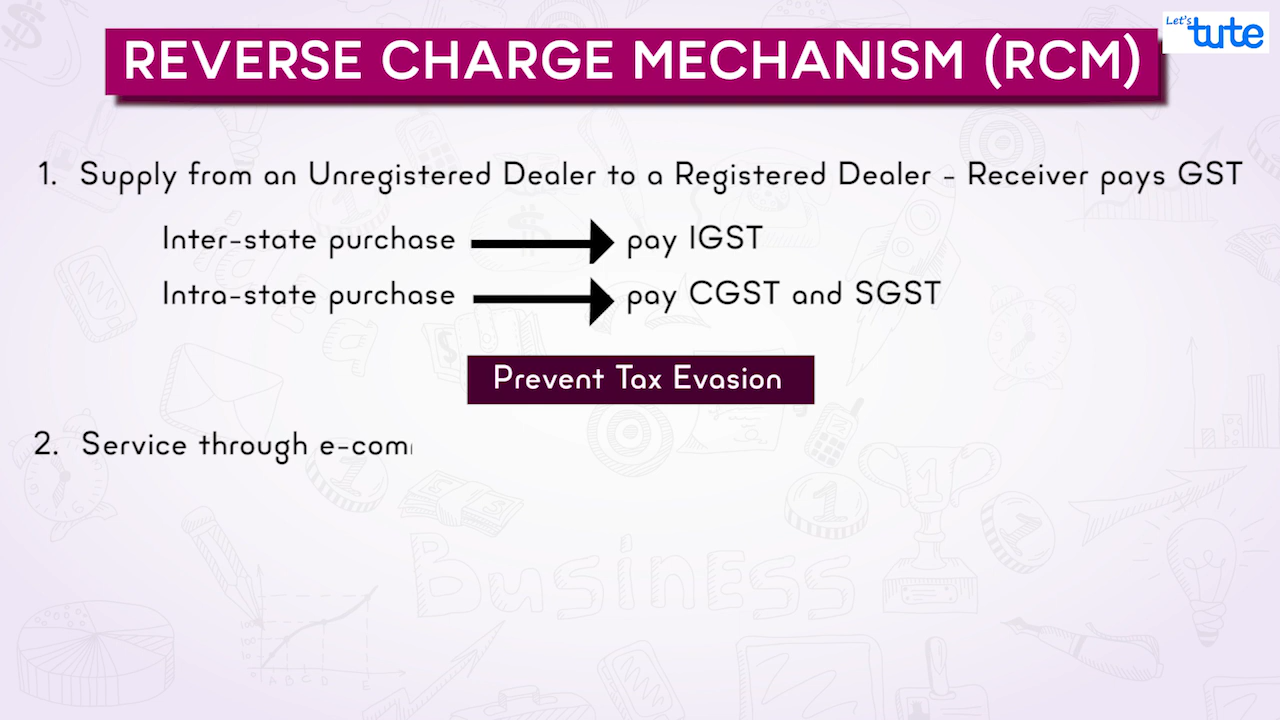 Let's
tute
REVERSE CHARGE MECHANISM (RCM)
1. Supply from an Unregistered Dealer to a Registered Dealer - Receiver pays GST
Inter-state purchase pay IGST
Intra-state purchase pay CGST and SGST
Prevent Tax Evasion
2. Service through e-com
Business